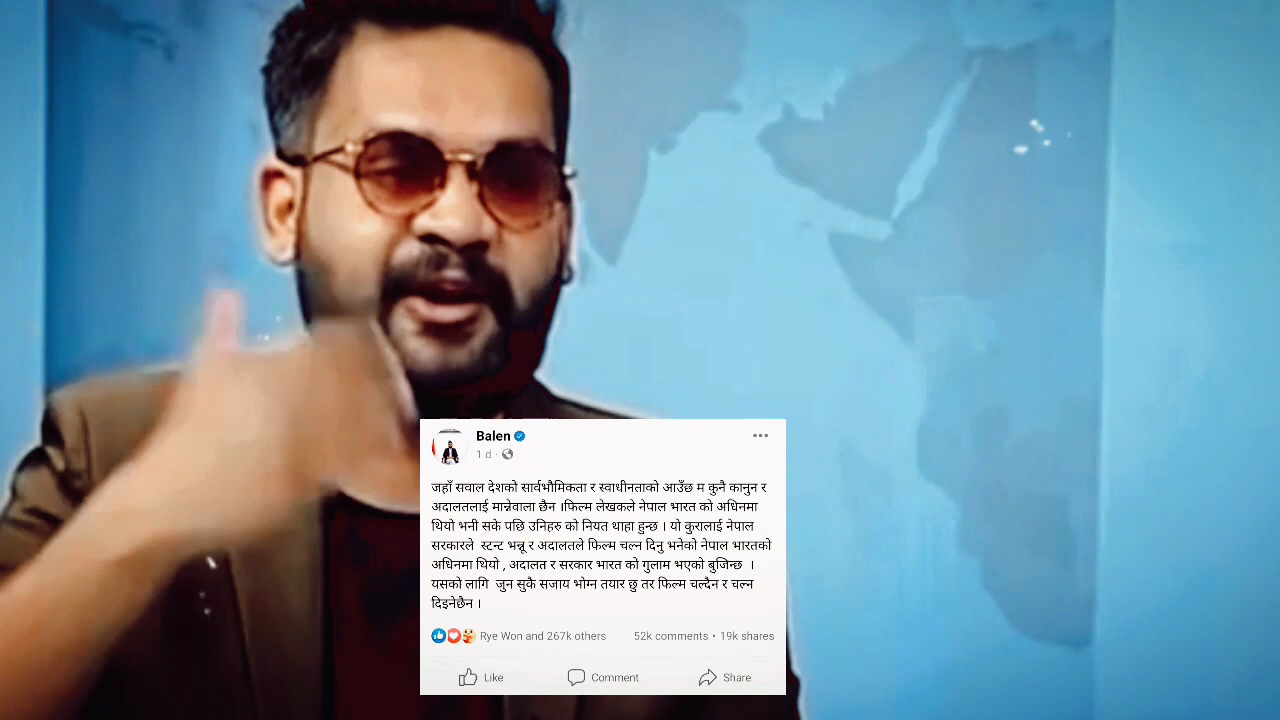 Balen
1 d
जहाँ सवाल देशको सार्वभौमिकता र स्वाधीनताको आउँछ म कुनै कानुन र
अदालतलाई मान्नेवाला छैन ।फिल्म लेखकले नेपाल भारत को अधिनमा
थियो भनी सके पछि उनिहरु को नियत थाहा हुन्छ । यो कुरालाई नेपाल
सरकारले स्टन्ट भन्नू र अदालतले फिल्म चल्न दिनु भनेको नेपाल भारतको
अधिनमा थियो , अदालत र सरकार भारत को गुलाम भएको बुजिन्छ ।
यसको लागि जुन सुकै सजाय भोग्न तयार छु तर फिल्म चल्दैन र चल्न
दिइनेछैन ।
Rye Won and 267k others 52k comments • 19k shares
Like Comment Share